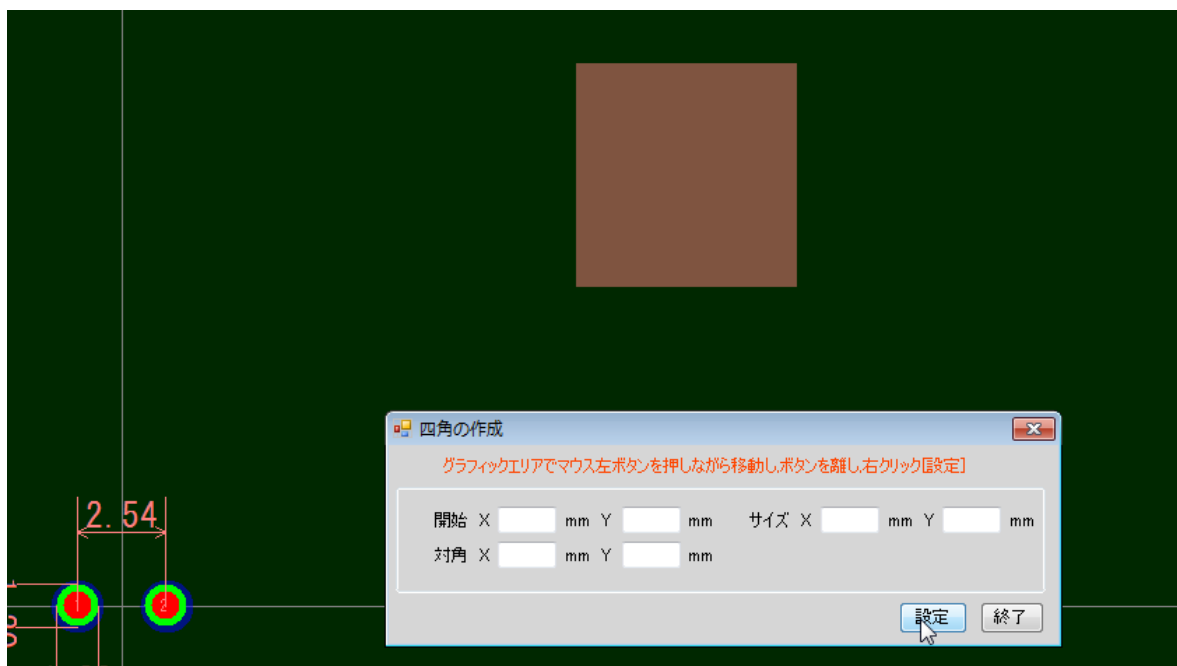 四角の作成
グラフィックエリアでマウス左ボタンを押しながら移動し,ボタンを離し,右クリック[設定]
開始 X mm Y mm サイズ X mm Y mm
対角 X mm Y mm
設定 終了
2.54
1 2